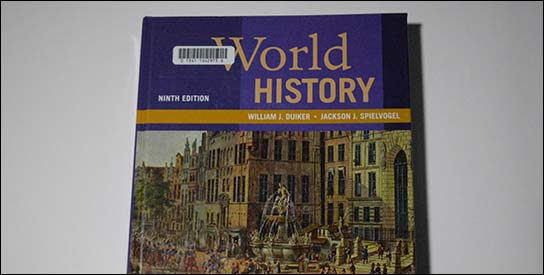 World
HISTORY
NINTH EDITION
WILLIAM J. DUIKER • JACKSON J. SPIELVOGEL